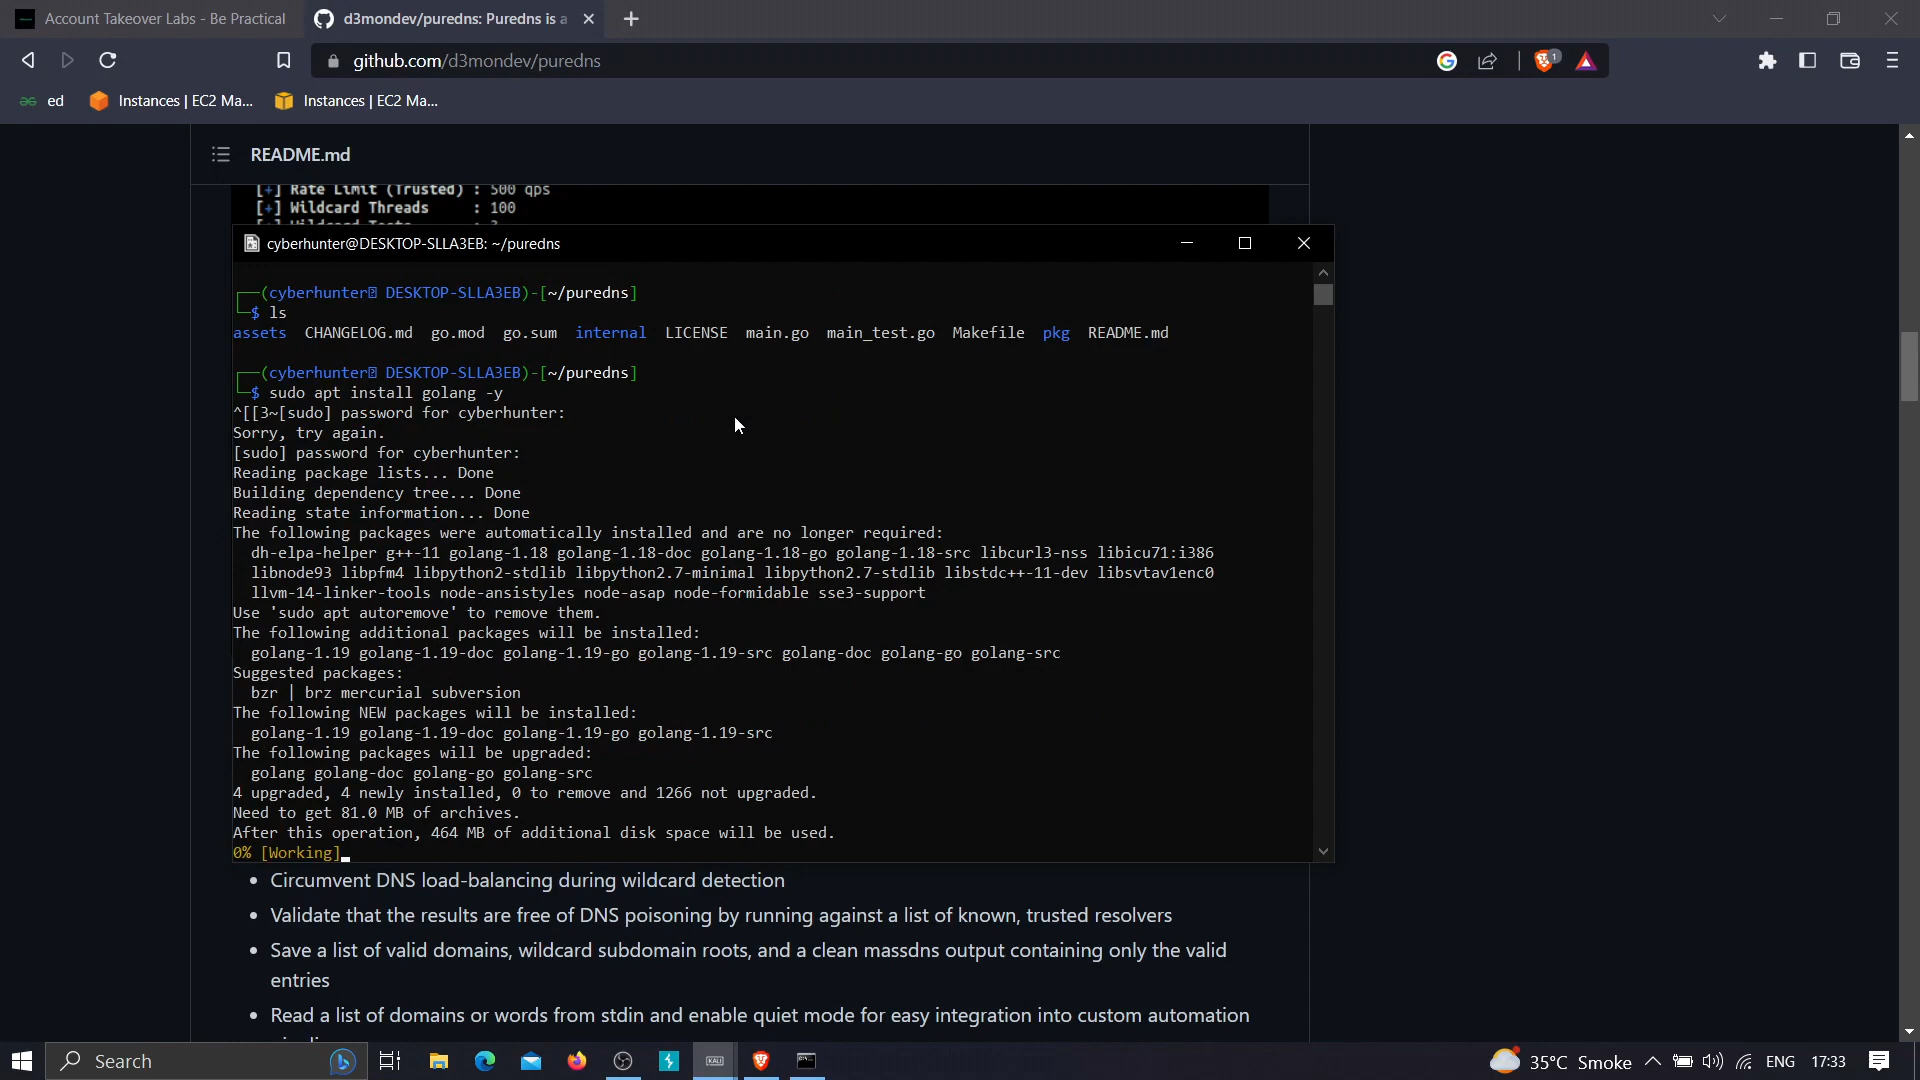 Account Takeover Labs - Be Practical
d3mondev/puredns: Puredns is a
github.com/d3mondev/puredns
1
ed
Instances | EC2 Ma...
Instances | EC2 Ma...
README.md
[+] Rate Limit (Trusted) : 500 qps
[+] Wildcard Threads : 100
cyberhunter@DESKTOP-SLLA3EB: ~/puredns
(cyberhunter DESKTOP-SLLA3EB)-[~/puredns]
$ ls
assets CHANGELOG.md go.mod go.sum internal LICENSE main.go main_test.go Makefile pkg README.md
(cyberhunter DESKTOP-SLLA3EB)-[~/puredns]
$ sudo apt install golang -y
^[[3~[sudo] password for cyberhunter:
Sorry, try again.
[sudo] password for cyberhunter:
Reading package lists... Done
Building dependency tree... Done
Reading state information... Done
The following packages were automatically installed and are no longer required:
dh-elpa-helper g++-11 golang-1.18 golang-1.18-doc golang-1.18-go golang-1.18-src libcurl3-nss libicu71:i386
libnode93 libpfm4 libpython2-stdlib libpython2.7-minimal libpython2.7-stdlib libstdc++-11-dev libsvtav1enc0
llvm-14-linker-tools node-ansistyles node-asap node-formidable sse3-support
Use 'sudo apt autoremove' to remove them.
The following additional packages will be installed:
golang-1.19 golang-1.19-doc golang-1.19-go golang-1.19-src golang-doc golang-go golang-src
Suggested packages:
bzr | brz mercurial subversion
The following NEW packages will be installed:
golang-1.19 golang-1.19-doc golang-1.19-go golang-1.19-src
The following packages will be upgraded:
golang golang-doc golang-go golang-src
4 upgraded, 4 newly installed, 0 to remove and 1266 not upgraded.
Need to get 81.0 MB of archives.
After this operation, 464 MB of additional disk space will be used.
0% [Working]
• Circumvent DNS load-balancing during wildcard detection
• Validate that the results are free of DNS poisoning by running against a list of known, trusted resolvers
• Save a list of valid domains, wildcard subdomain roots, and a clean massdns output containing only the valid
entries
• Read a list of domains or words from stdin and enable quiet mode for easy integration into custom automation
Search
KALI
35°C Smoke
ENG
17:33